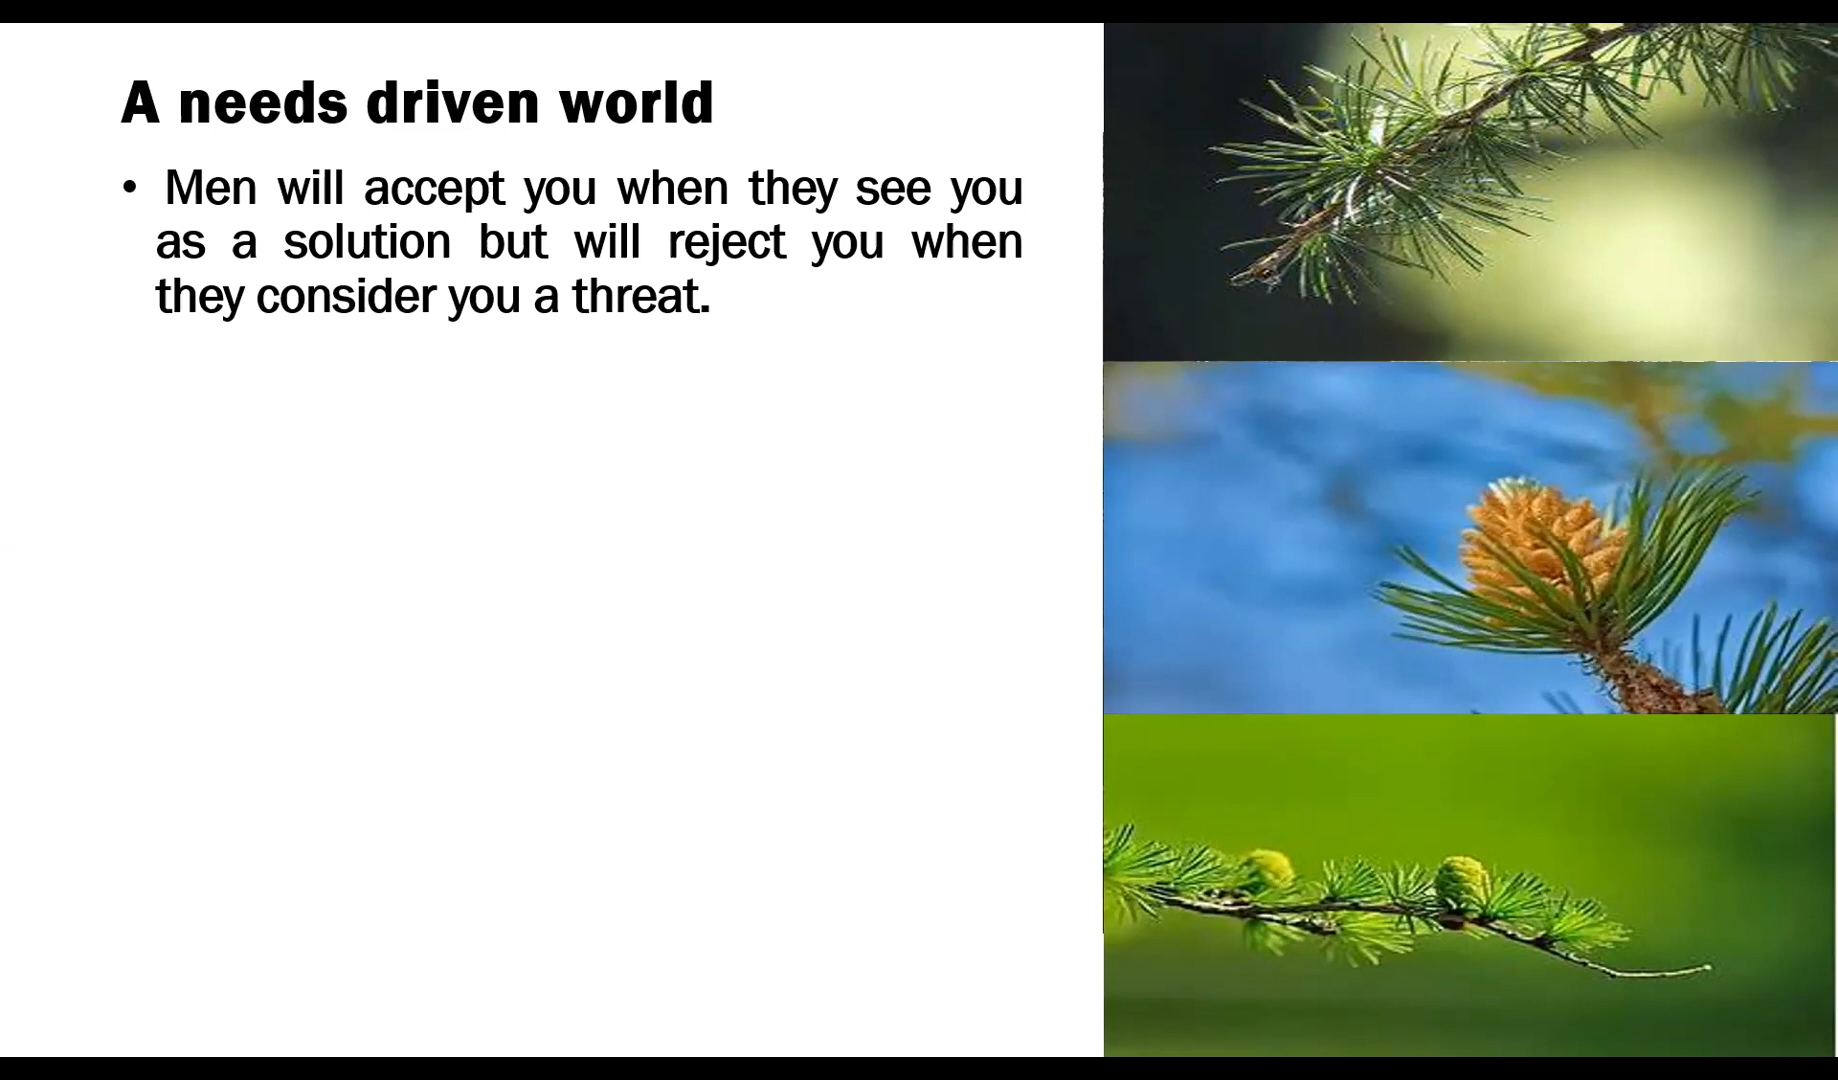 A needs driven world
• Men will accept you when they see you
as a solution but will reject you when
they consider you a threat.